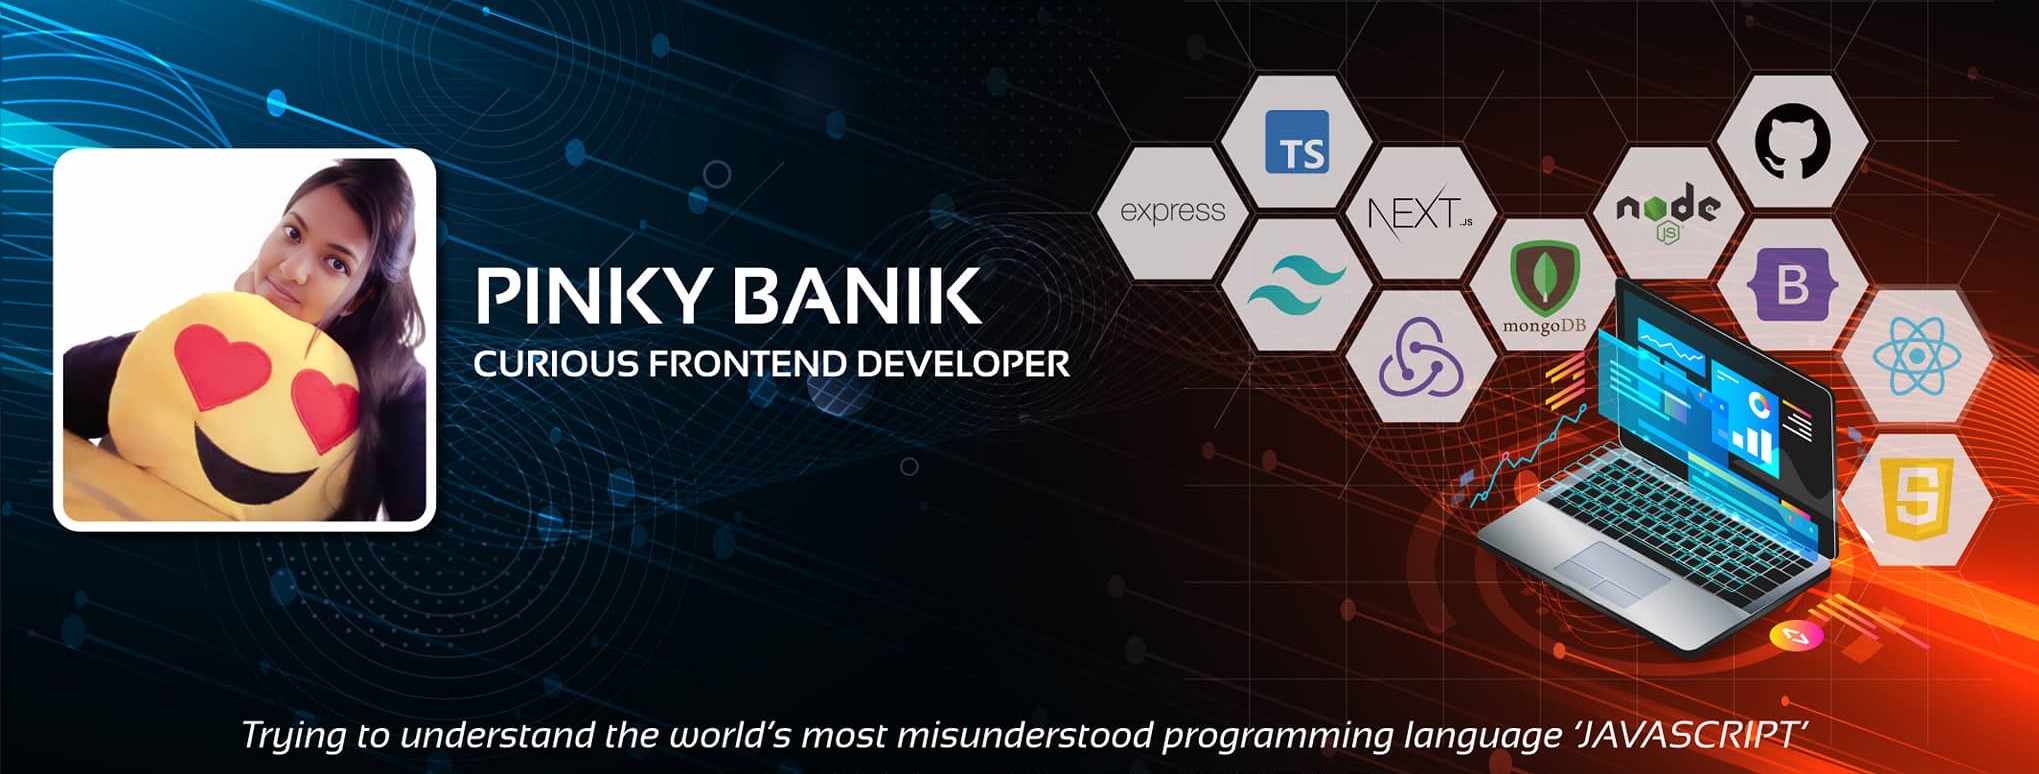 PINKY BANIK
CURIOUS FRONTEND DEVELOPER
express
TS
NEXT.JS
node
JS
mongoDB
B
Trying to understand the world's most misunderstood programming language 'JAVASCRIPT'